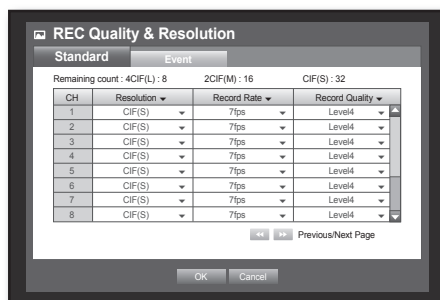 REC Quality & Resolution
Standard Event
Remaining count : 4CIF(L) : 8 2CIF(M) : 16 CIF(S) : 32
CH Resolution Record Rate Record Quality
1 CIF(S) 7fps Level4
2 CIF(S) 7fps Level4
3 CIF(S) 7fps Level4
4 CIF(S) 7fps Level4
5 CIF(S) 7fps Level4
6 CIF(S) 7fps Level4
7 CIF(S) 7fps Level4
8 CIF(S) 7fps Level4
Previous/Next Page
OK Cancel